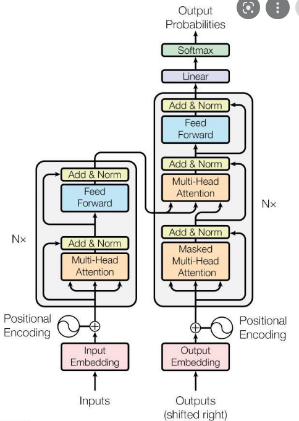 Output
Probabilities
Softmax
Linear
Add & Norm
Feed
Forward
Add & Norm
Multi-Head
Attention
Add & Norm
Masked
Multi-Head
Attention
Nx
Add & Norm
Feed
Forward
Add & Norm
Multi-Head
Attention
Nx
Positional
Encoding
Positional
Encoding
Input
Embedding
Output
Embedding
Inputs
Outputs
(shifted right)